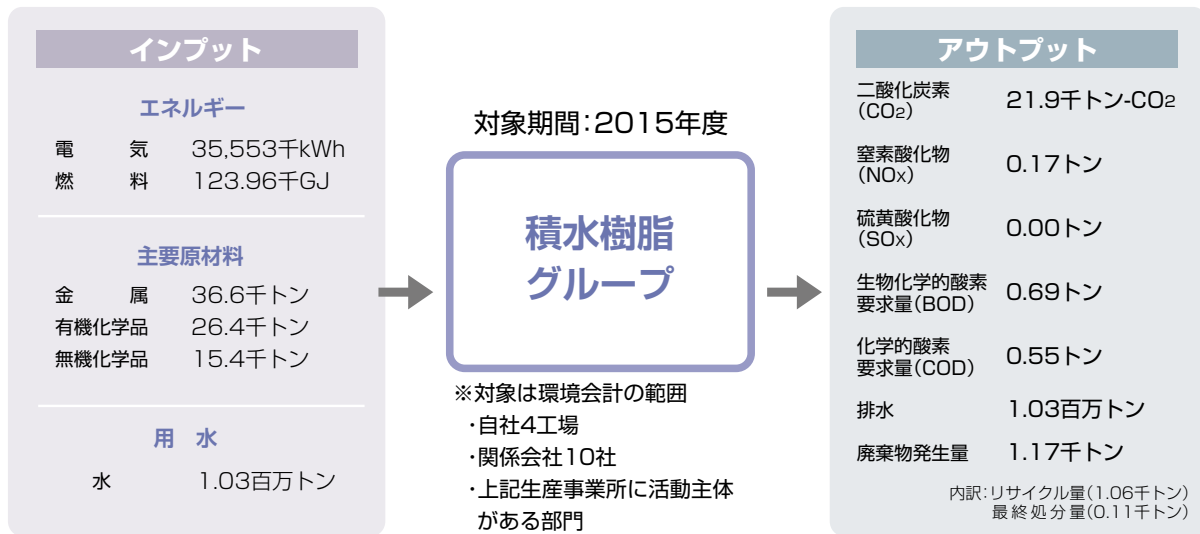 インプット
エネルギー
電 気 35,553千kWh
燃 料 123.96千GJ
主要原材料
金 属 36.6千トン
有機化学品 26.4千トン
無機化学品 15.4千トン
用 水
水 1.03百万トン
対象期間:2015年度
積水樹脂
グループ
※対象は環境会計の範囲
・自社4工場
・関係会社10社
・上記生産事業所に活動主体
がある部門
アウトプット
二酸化炭素
(CO2) 21.9千トン-CO2
窒素酸化物
(NOx) 0.17トン
硫黄酸化物
(SOx) 0.00トン
生物化学的酸素
要求量(BOD) 0.69トン
化学的酸素
要求量(COD) 0.55トン
排水 1.03百万トン
廃棄物発生量 1.17千トン
内訳:リサイクル量(1.06千トン)
最終処分量(0.11千トン)